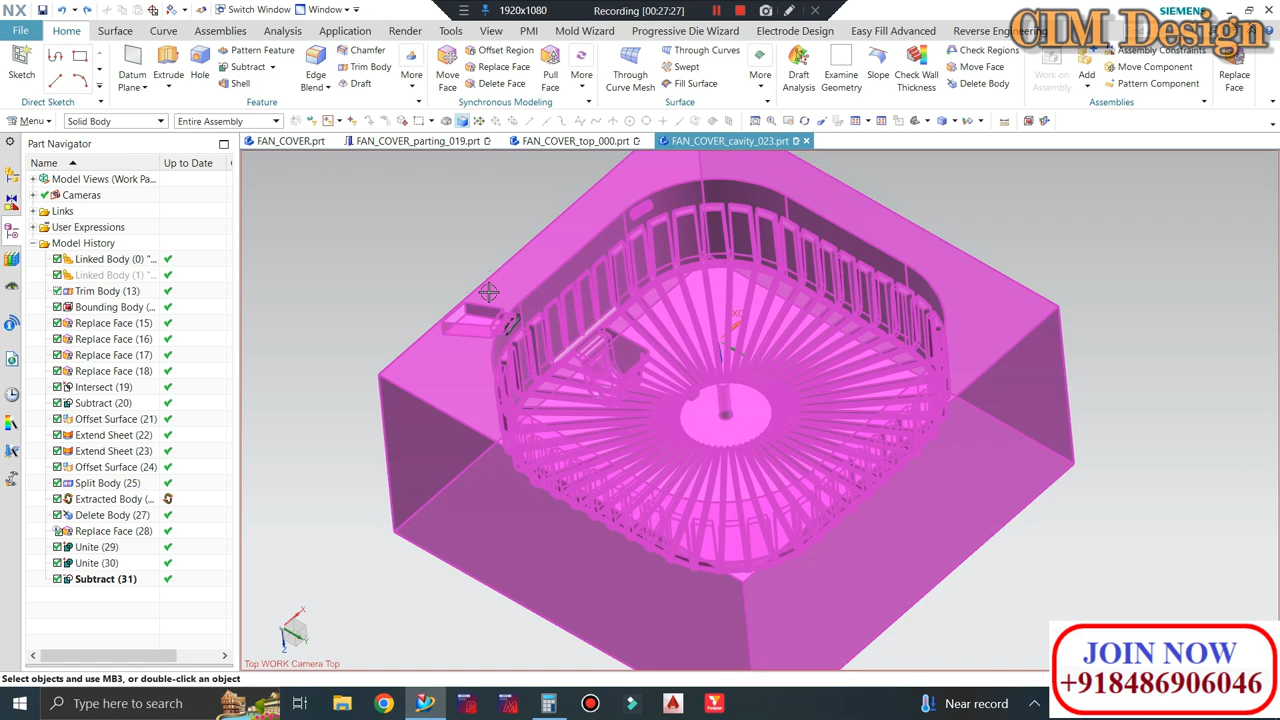 NX
Switch Window
Window
1920x1080
Recording [00:27:27]
SIEMENS
CIM Design
File
Home
Surface
Curve
Assemblies
Analysis
Application
Render
Tools
View
PMI
Mold Wizard
Progressive Die Wizard
Electrode Design
Easy Fill Advanced
Reverse Engineering
Sketch
Direct Sketch
Datum Plane
Extrude
Hole
Pattern Feature
Subtract
Shell
Edge Blend
Chamfer
Trim Body
Draft
More
Feature
Move Face
Offset Region
Replace Face
Delete Face
Pull Face
More
Synchronous Modeling
Through Curve Mesh
Through Curves
Swept
Fill Surface
More
Surface
Draft Analysis
Examine Geometry
Slope
Check Wall Thickness
Check Regions
Move Face
Delete Body
Work on Assembly
Add
Assembly Constraints
Move Component
Pattern Component
Assemblies
Replace Face
Menu
Solid Body
Entire Assembly
Part Navigator
FAN_COVER.prt
FAN_COVER_parting_019.prt
FAN_COVER_top_000.prt
FAN_COVER_cavity_023.prt
Name
Up to Date
Model Views (Work Pa...
Cameras
Links
User Expressions
Model History
Linked Body (0) "...
Linked Body (1) "...
Trim Body (13)
Bounding Body (...
Replace Face (15)
Replace Face (16)
Replace Face (17)
Replace Face (18)
Intersect (19)
Subtract (20)
Offset Surface (21)
Extend Sheet (22)
Extend Sheet (23)
Offset Surface (24)
Split Body (25)
Extracted Body (...
Delete Body (27)
Replace Face (28)
Unite (29)
Unite (30)
Subtract (31)
X
Y
Z
Top WORK Camera Top
Select objects and use MB3, or double-click an object
JOIN NOW
+918486906046
Type here to search
Near record